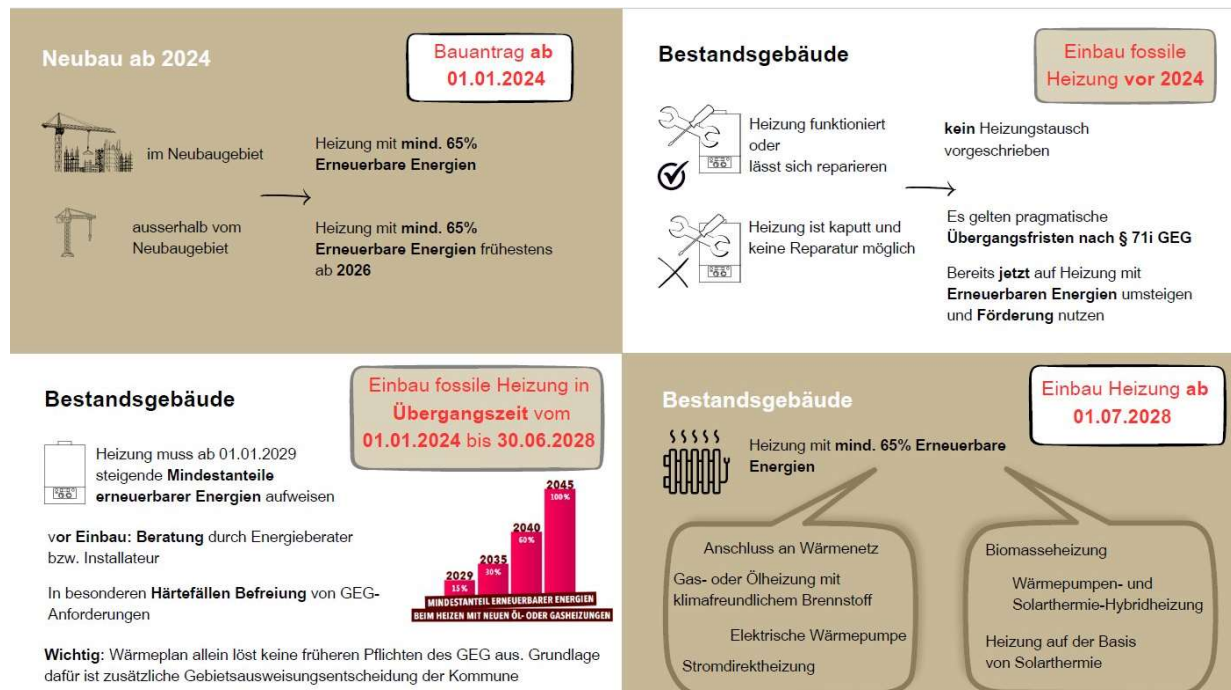 Neubau ab 2024
Bauantrag ab
01.01.2024
im Neubaugebiet
Heizung mit mind. 65%
Erneuerbare Energien
ausserhalb vom
Neubaugebiet
Heizung mit mind. 65%
Erneuerbare Energien frühestens
ab 2026
Bestandsgebäude
Einbau fossile
Heizung vor 2024
Heizung funktioniert
oder
lässt sich reparieren
kein Heizungstausch
vorgeschrieben
Heizung ist kaputt und
keine Reparatur möglich
Es gelten pragmatische
Übergangsfristen nach § 71i GEG
Bereits jetzt auf Heizung mit
Erneuerbaren Energien umsteigen
und Förderung nutzen
Bestandsgebäude
Einbau fossile Heizung in
Übergangszeit vom
01.01.2024 bis 30.06.2028
Heizung muss ab 01.01.2029
steigende Mindestanteile
erneuerbarer Energien aufweisen
vor Einbau: Beratung durch Energieberater
bzw. Installateur
In besonderen Härtefällen Befreiung von GEG-
Anforderungen
2029
15%
2035
30%
2040
60%
2045
100%
MINDESTANTEIL ERNEUERBARER ENERGIEN
BEIM HEIZEN MIT NEUEN ÖL- ODER GASHEIZUNGEN
Wichtig: Wärmeplan allein löst keine früheren Pflichten des GEG aus. Grundlage
dafür ist zusätzliche Gebietsausweisungsentscheidung der Kommune
Bestandsgebäude
Einbau Heizung ab
01.07.2028
Heizung mit mind. 65% Erneuerbare
Energien
Anschluss an Wärmenetz
Gas- oder Ölheizung mit
klimafreundlichem Brennstoff
Elektrische Wärmepumpe
Stromdirektheizung
Biomasseheizung
Wärmepumpen- und
Solarthermie-Hybridheizung
Heizung auf der Basis
von Solarthermie